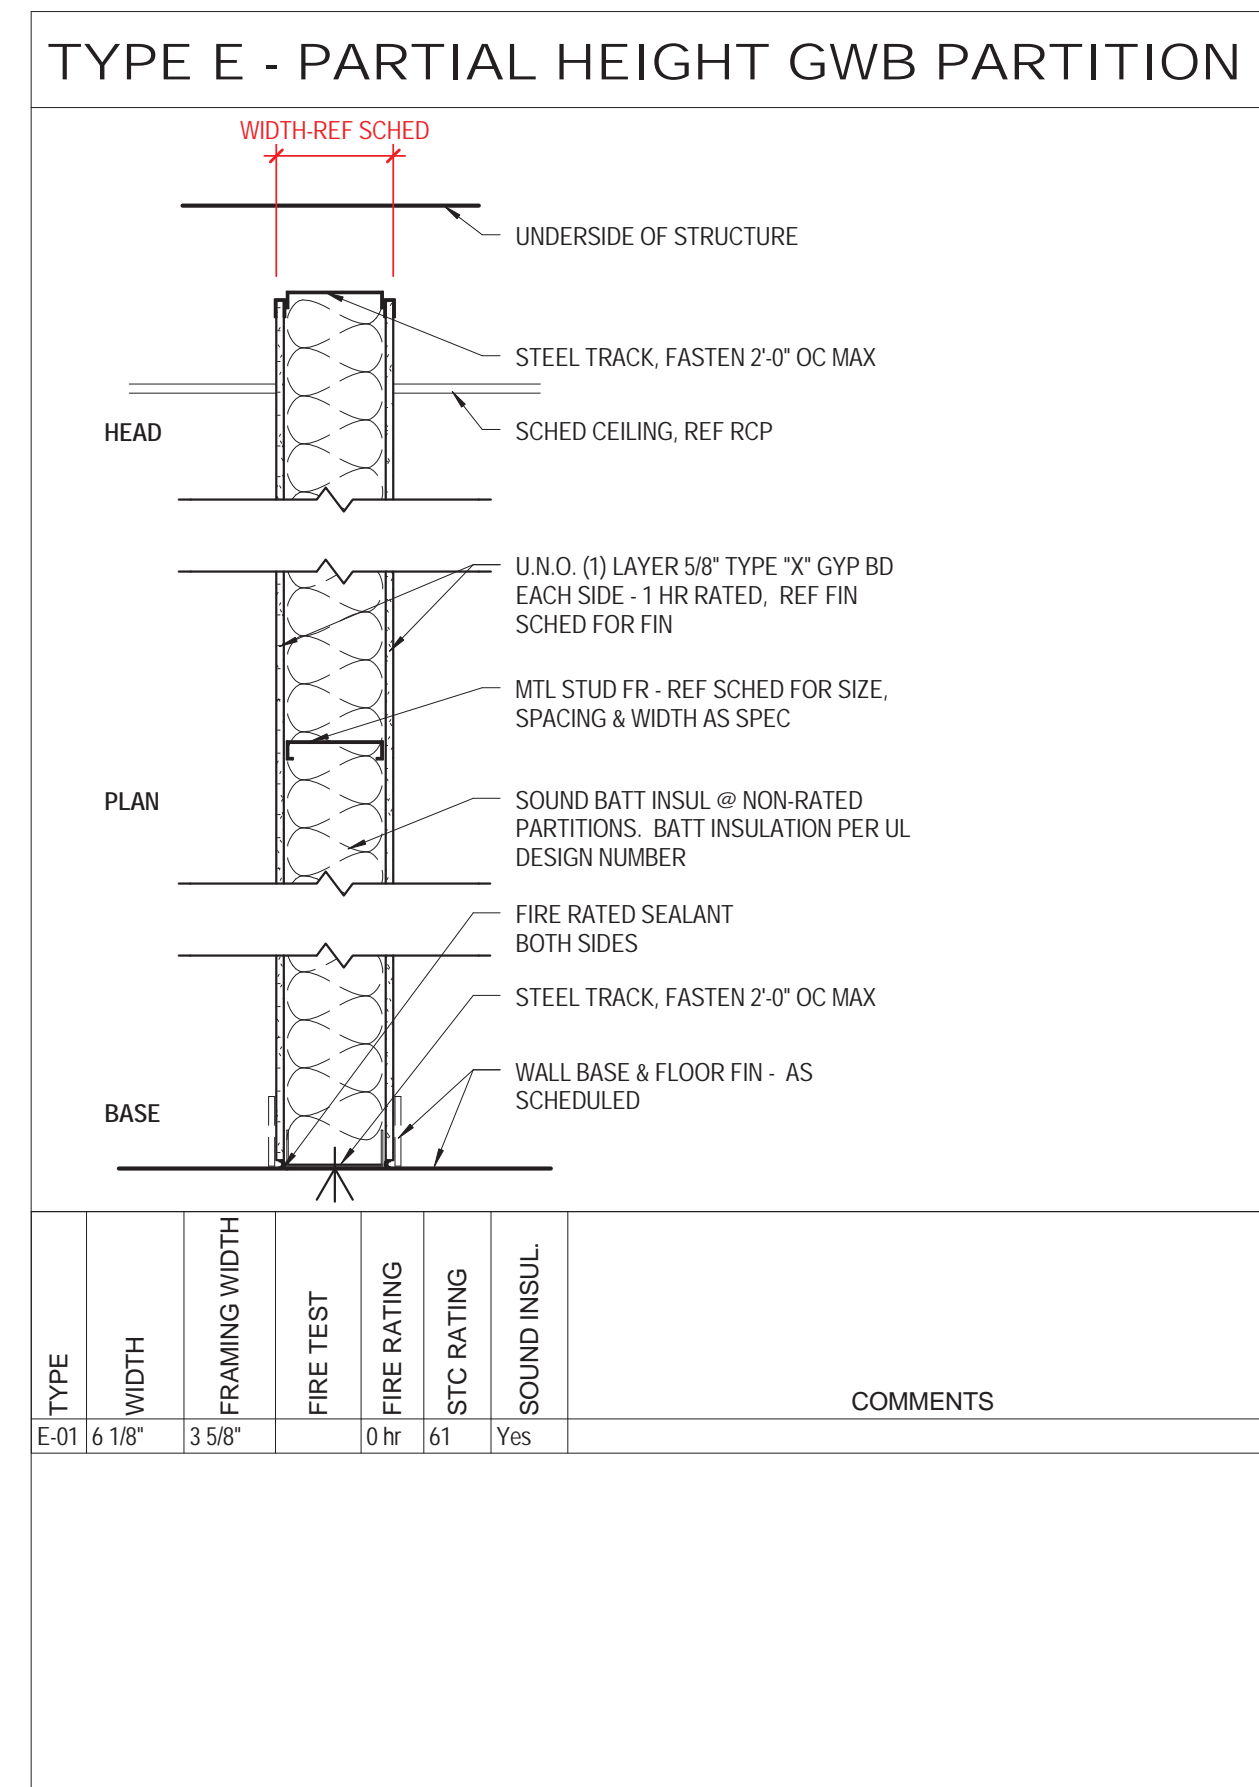 TYPE E - PARTIAL HEIGHT GWB PARTITION
WIDTH-REF SCHED
UNDERSIDE OF STRUCTURE
STEEL TRACK, FASTEN 2'-0" OC MAX
SCHED CEILING, REF RCP
HEAD
U.N.O. (1) LAYER 5/8" TYPE "X" GYP BD
EACH SIDE - 1 HR RATED, REF FIN
SCHED FOR FIN
MTL STUD FR - REF SCHED FOR SIZE,
SPACING & WIDTH AS SPEC
PLAN
SOUND BATT INSUL @ NON-RATED
PARTITIONS. BATT INSULATION PER UL
DESIGN NUMBER
FIRE RATED SEALANT
BOTH SIDES
STEEL TRACK, FASTEN 2'-0" OC MAX
WALL BASE & FLOOR FIN - AS
SCHEDULED
BASE
TYPE
WIDTH
FRAMING WIDTH
FIRE TEST
FIRE RATING
STC RATING
SOUND INSUL.
COMMENTS
E-01 6 1/8" 3 5/8" 0 hr 61 Yes